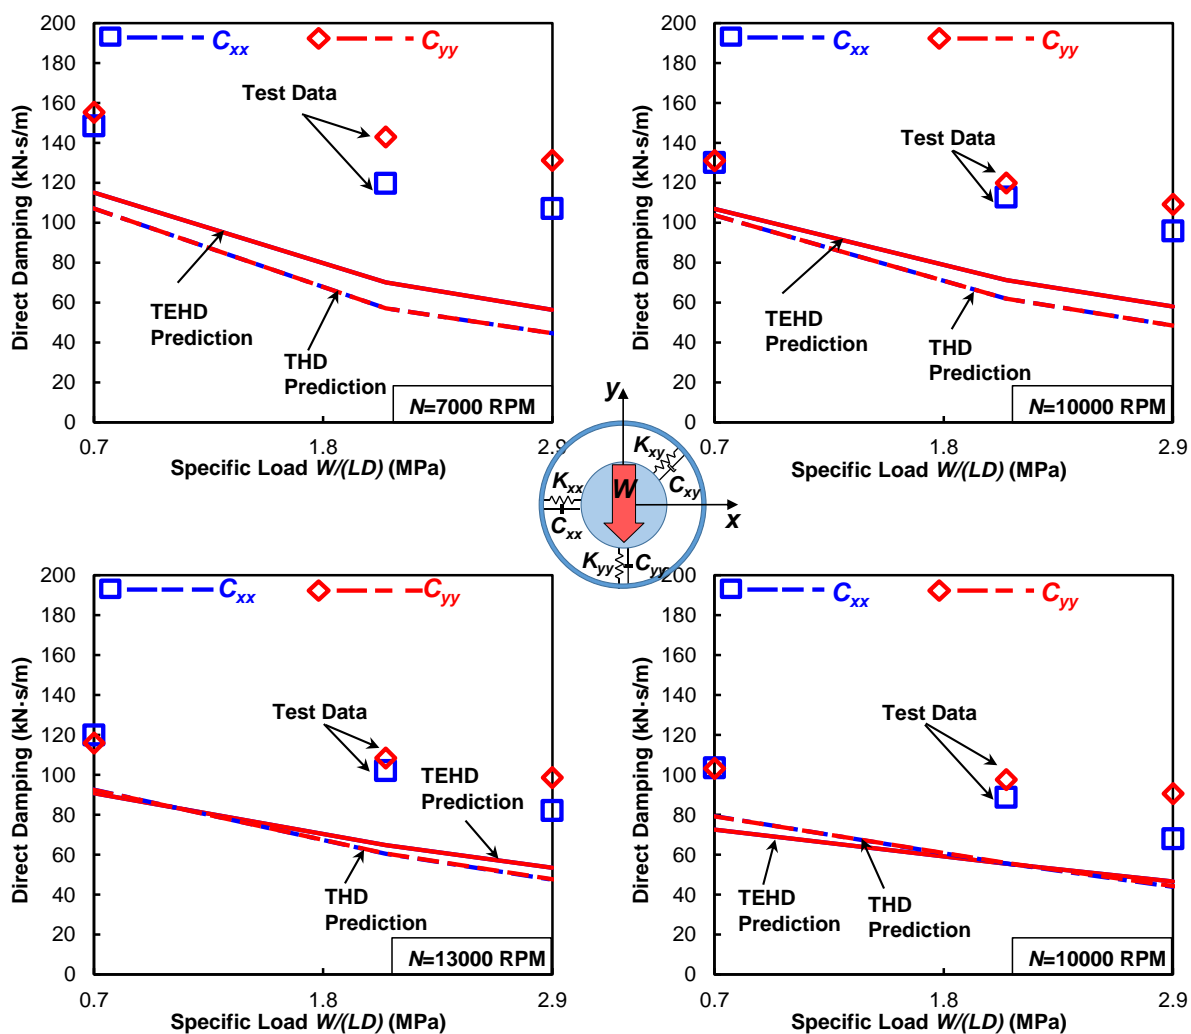 200
180
160
140
120
100
80
60
40
20
0
Direct Damping (kN·s/m)
Cxx
Cyy
Test Data
TEHD
Prediction
THD
Prediction
N=7000 RPM
0.7
1.8
2.9
Specific Load W/(LD) (MPa)
200
180
160
140
120
100
80
60
40
20
0
Direct Damping (kN·s/m)
Cxx
Cyy
Test Data
TEHD
Prediction
THD
Prediction
N=10000 RPM
0.7
1.8
2.9
Specific Load W/(LD) (MPa)
y
Kxy
Cxy
Kxx
W
Cxx
x
Kyy
Cyy
200
180
160
140
120
100
80
60
40
20
0
Direct Damping (kN·s/m)
Cxx
Cyy
Test Data
TEHD
Prediction
THD
Prediction
N=13000 RPM
0.7
1.8
2.9
Specific Load W/(LD) (MPa)
200
180
160
140
120
100
80
60
40
20
0
Direct Damping (kN·s/m)
Cxx
Cyy
Test Data
TEHD
Prediction
THD
Prediction
N=10000 RPM
0.7
1.8
2.9
Specific Load W/(LD) (MPa)